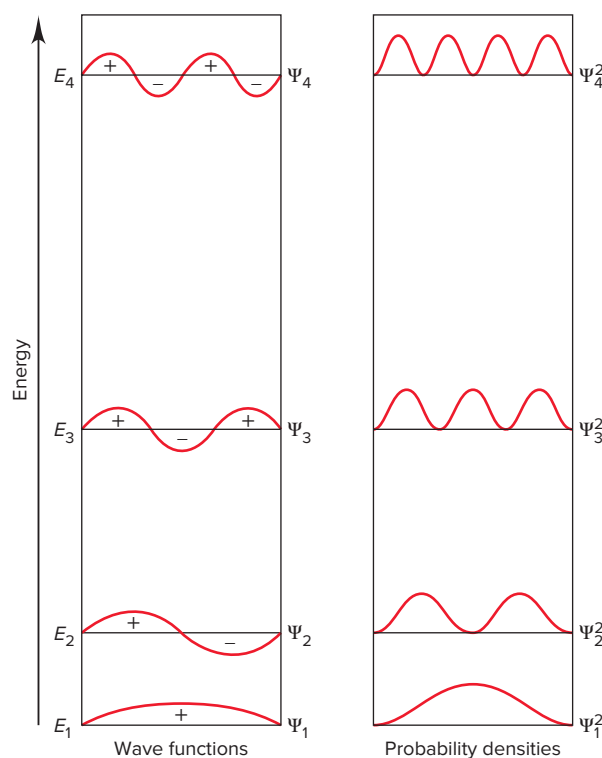 E₄ + − + − Ψ₄ Ψ₄²
Energy
E₃ + − + Ψ₃ Ψ₃²
E₂ + − Ψ₂ Ψ₂²
E₁ + Ψ₁ Ψ₁²
Wave functions Probability densities